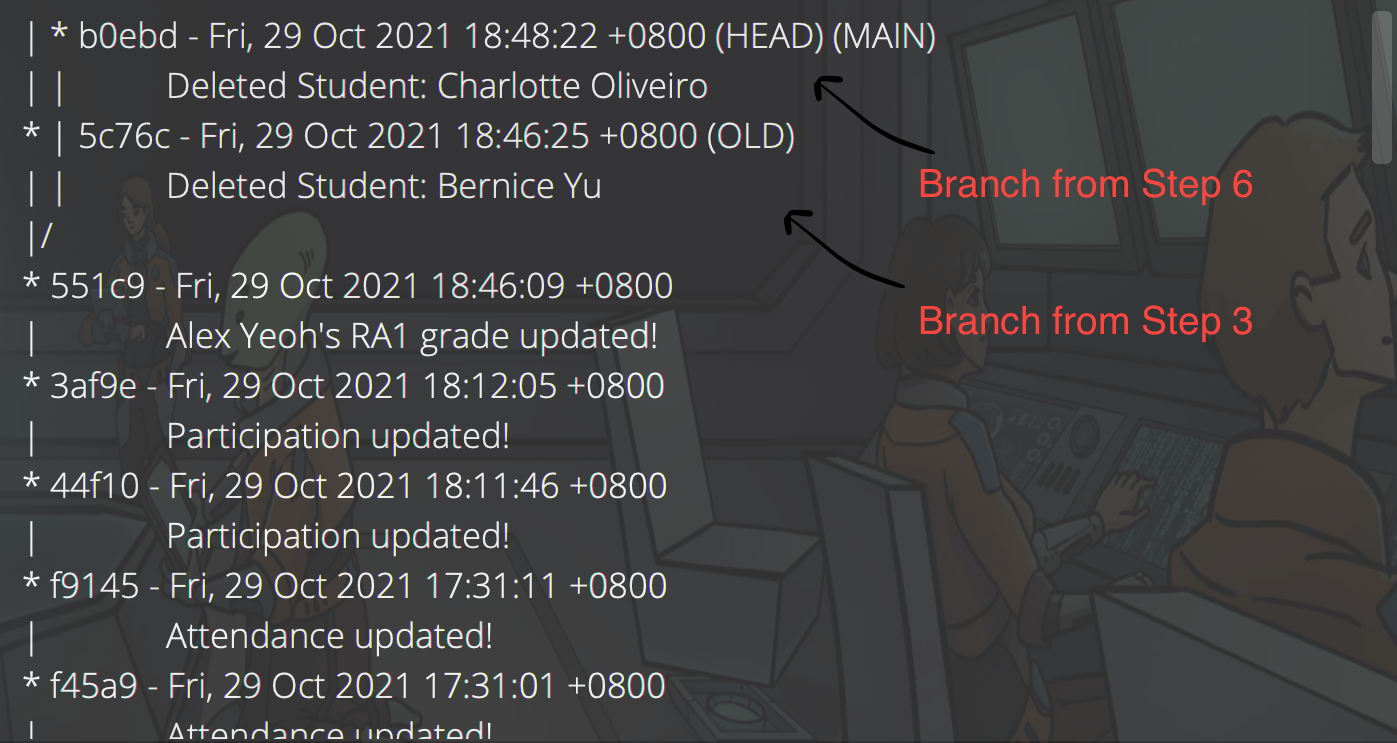 | * b0ebd - Fri, 29 Oct 2021 18:48:22 +0800 (HEAD) (MAIN)
| | Deleted Student: Charlotte Oliveiro
* | 5c76c - Fri, 29 Oct 2021 18:46:25 +0800 (OLD)
| | Deleted Student: Bernice Yu
Branch from Step 6
|/
* 551c9 - Fri, 29 Oct 2021 18:46:09 +0800
Branch from Step 3
| Alex Yeoh's RA1 grade updated!
* 3af9e - Fri, 29 Oct 2021 18:12:05 +0800
| Participation updated!
* 44f10 - Fri, 29 Oct 2021 18:11:46 +0800
| Participation updated!
* f9145 - Fri, 29 Oct 2021 17:31:11 +0800
| Attendance updated!
* f45a9 - Fri, 29 Oct 2021 17:31:01 +0800
| Attendance updated!